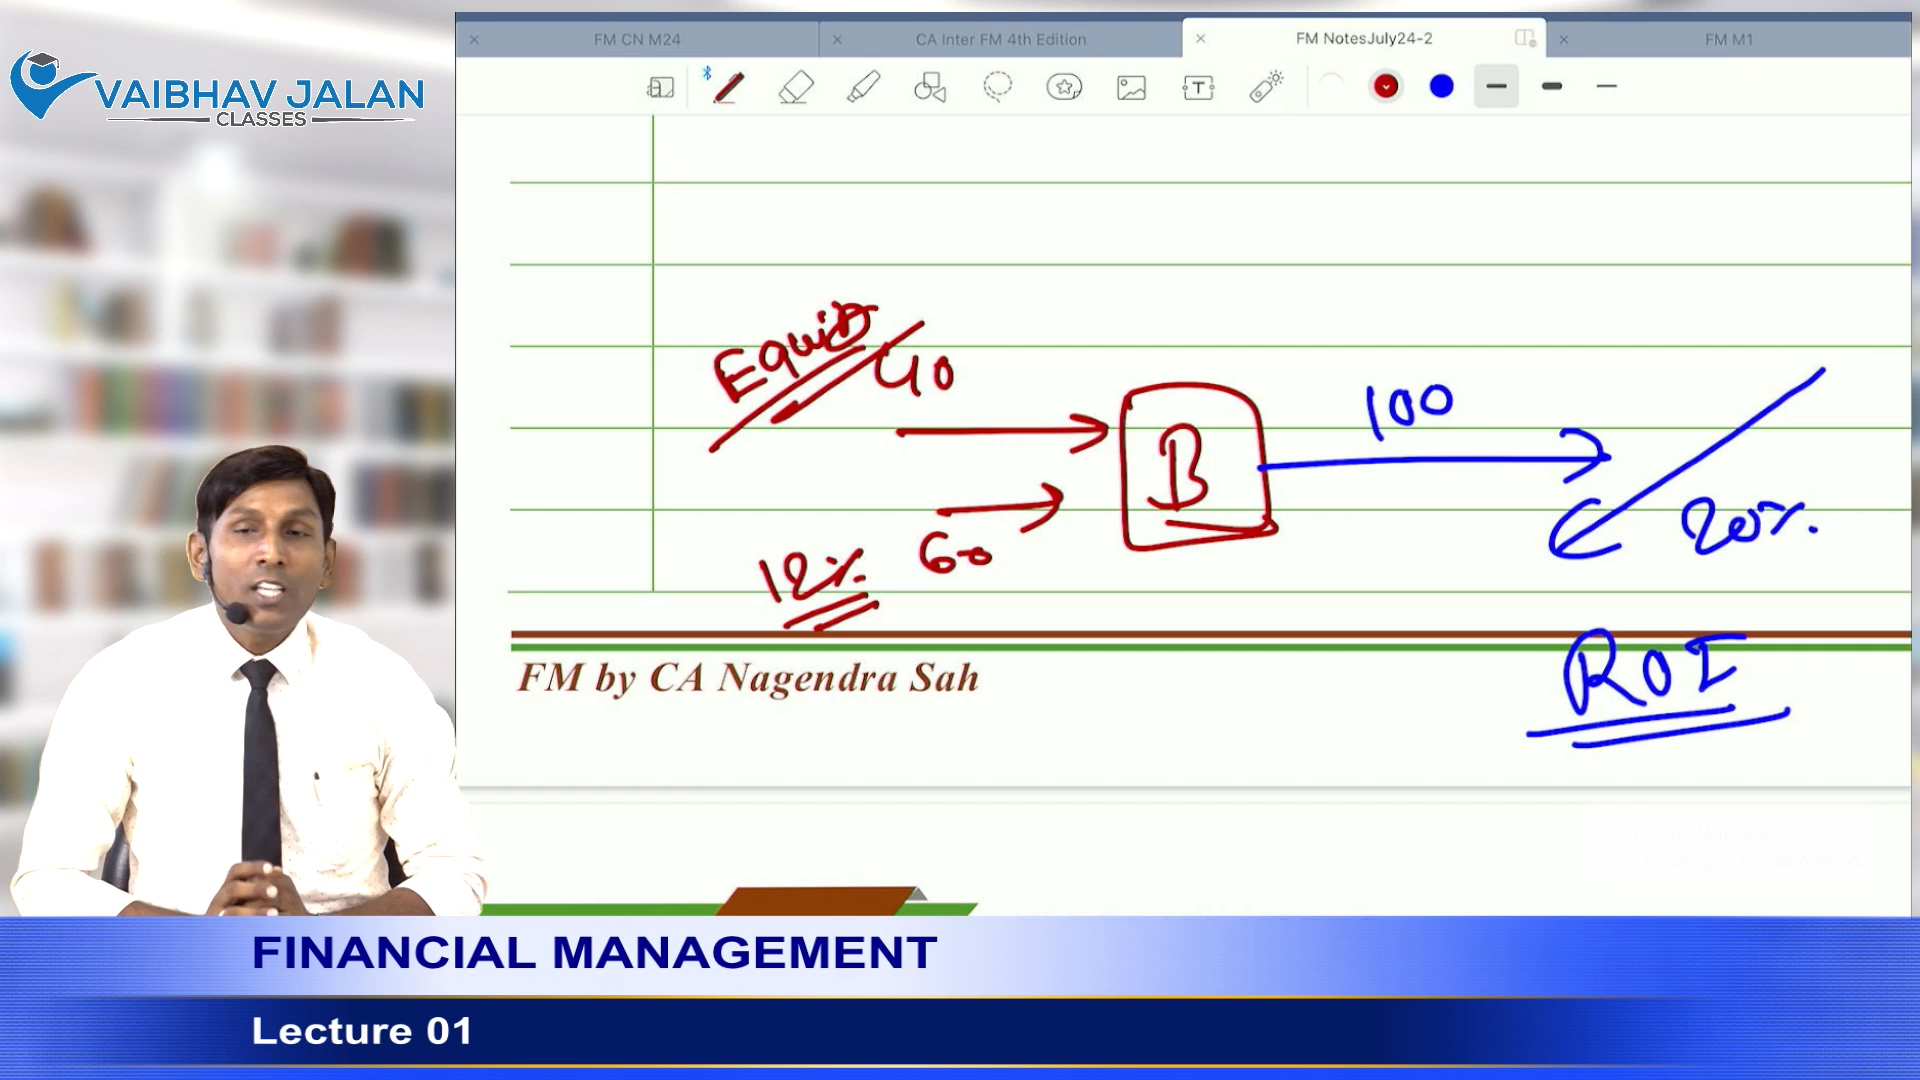 VAIBHAV JALAN
CLASSES
FM CN M24
CA Inter FM 4th Edition
FM NotesJuly24-2
FM M1
T
Equity
40
100
B
20%.
12%
60
ROI
FM by CA Nagendra Sah
FINANCIAL MANAGEMENT
Lecture 01